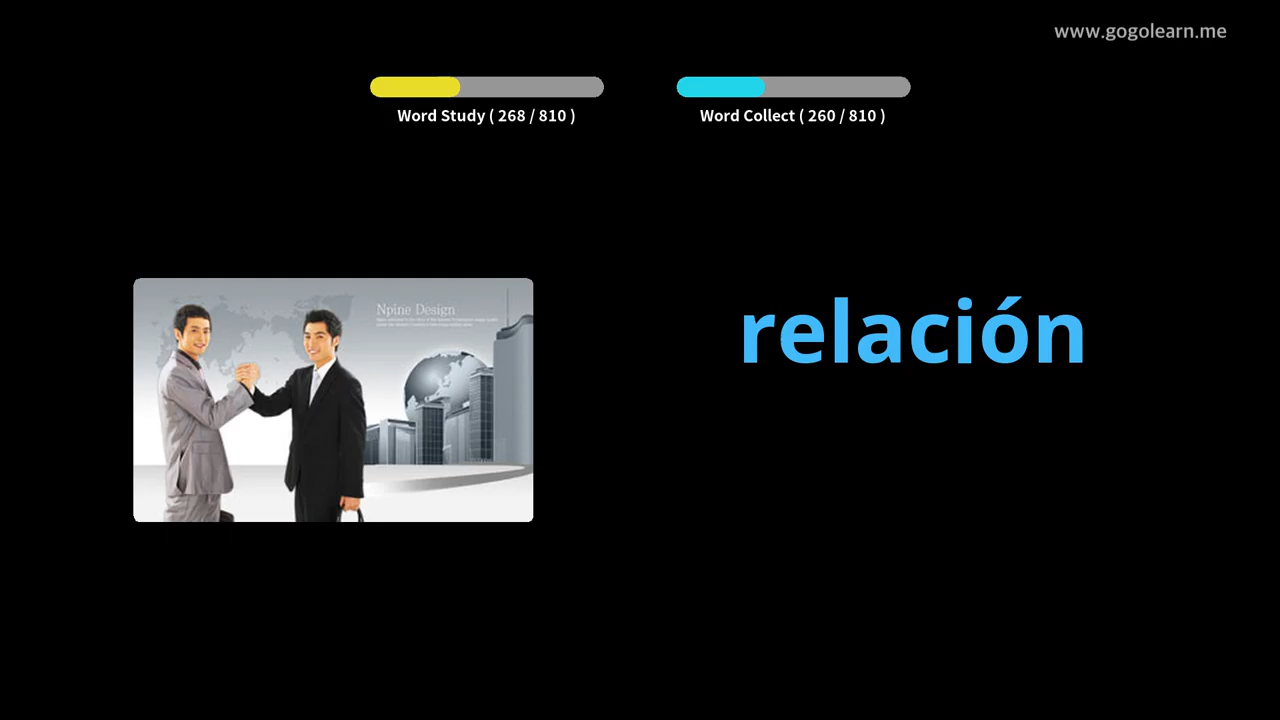 www.gogolearn.me
Word Study ( 268 / 810 )
Word Collect ( 260 / 810 )
Npine Design
relación